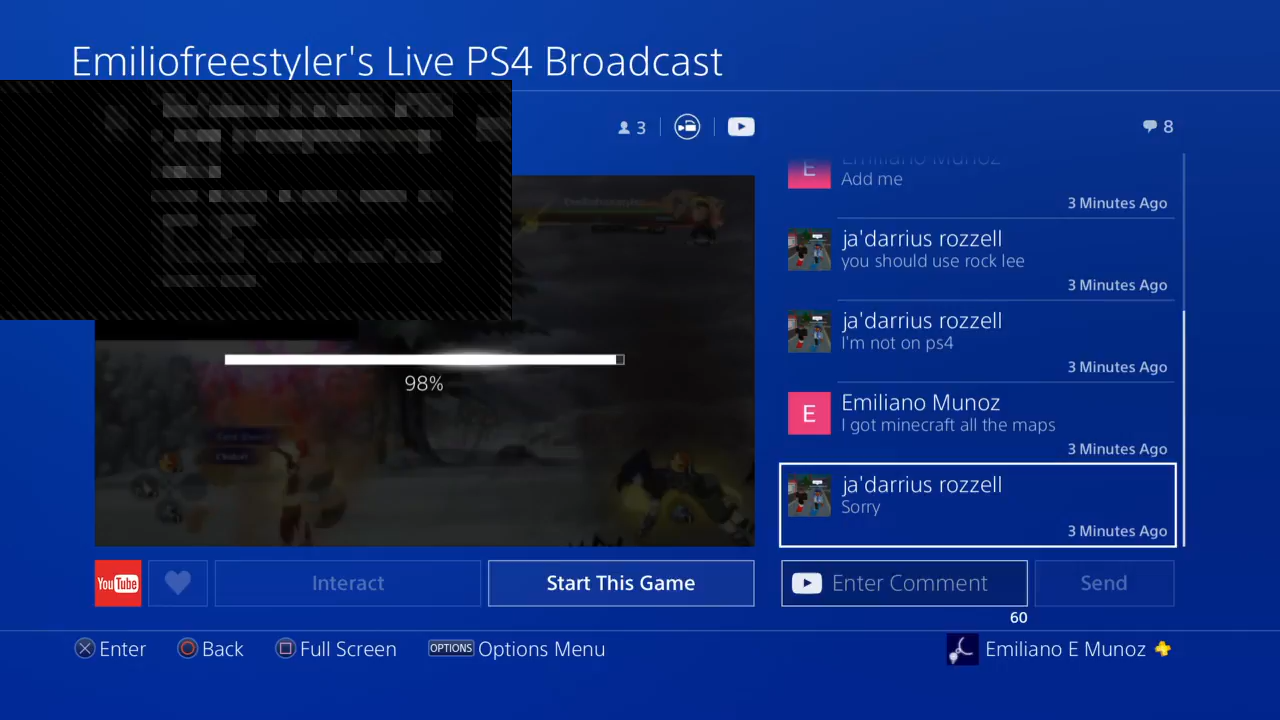 Emiliofreestyler's Live PS4 Broadcast
3
8
Add me
3 Minutes Ago
ja'darrius rozzell
you should use rock lee
3 Minutes Ago
ja'darrius rozzell
I'm not on ps4
3 Minutes Ago
98%
E
Emiliano Munoz
I got minecraft all the maps
3 Minutes Ago
ja'darrius rozzell
Sorry
3 Minutes Ago
YouTube
Interact
Start This Game
Enter Comment
Send
60
Enter
Back
Full Screen
OPTIONS Options Menu
Emiliano E Munoz